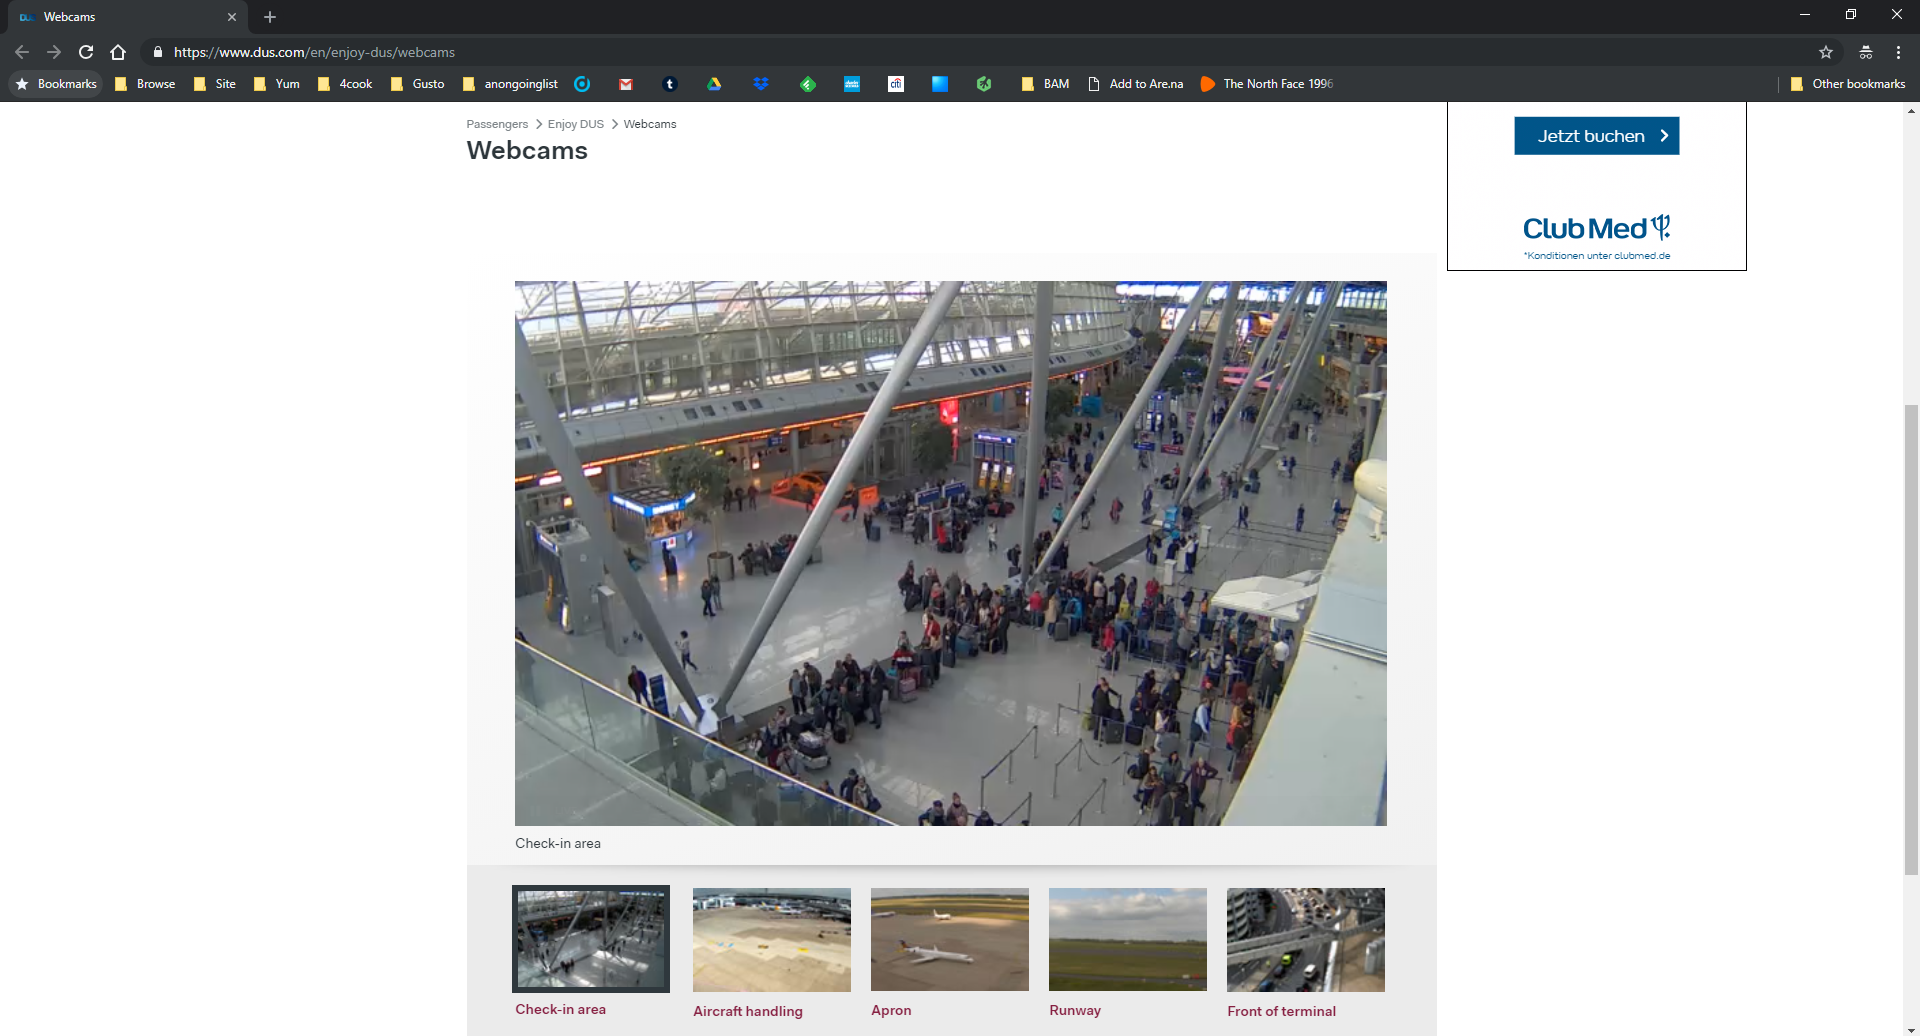 Webcams
https://www.dus.com/en/enjoy-dus/webcams
Bookmarks
Browse
Site
Yum
4cook
Gusto
anongoinglist
citi
BAM
Add to Are.na
The North Face 1996
Other bookmarks
Passengers > Enjoy DUS > Webcams
Webcams
Jetzt buchen
Club Med
*Konditionen unter clubmed.de
MONEY
Check-in area
Check-in area
Aircraft handling
Apron
Runway
Front of terminal